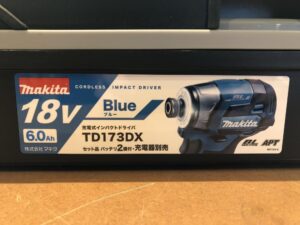 makita
CORDLESS IMPACT DRIVER
18V
6.0Ah
株式会社 マキタ
Blue
ブルー
充電式インパクトドライバ
TD173DX
セット品 バッテリ2個付・充電器別売
makita
BL
APT